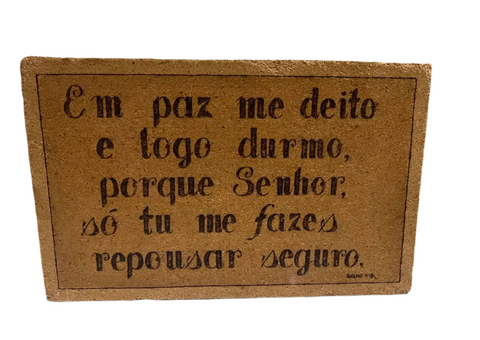 Em paz me deito
e logo durmo,
porque Senhor,
só tu me fazes
repousar seguro.